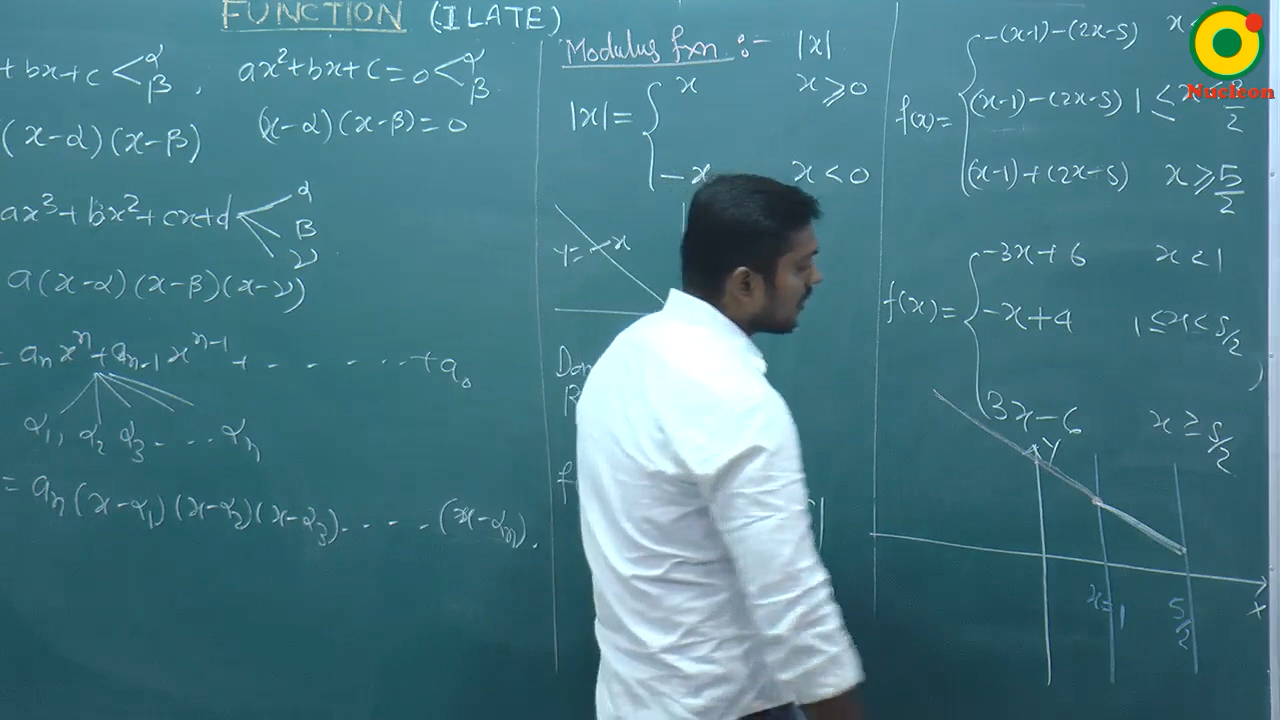 FUNCTION (ILATE)
+ bx+c < α β , ax²+bx+c=0 < α β
(x-α)(x-β) (x-α)(x-β)=0
ax³+bx²+cx+d α β ν
a(x-α)(x-β)(x-ν)
= aₙxⁿ+aₙ₋₁xⁿ⁻¹+ - - - - - - + a₀
α₁, α₂ α₃ - - - αₙ
= aₙ(x-α₁)(x-α₂)(x-α₃) - - - - - (x-αₙ).
Modulus fxn :- |x|
|x| = { x x≥0
-x x<0
y=-x
f(x)= { -(x-1)-(2x-5)
(x-1)-(2x-5) 1≤x
(x-1)+(2x-5) x≥5/2
f(x)= { -3x+6 x<1
-x+4 1≤x<5/2
3x-6 x≥5/2
Y
X
x=1
5/2
Nucleon